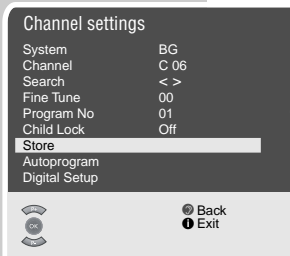 Channel settings
System BG
Channel C 06
Search < >
Fine Tune 00
Program No 01
Child Lock Off
Store
Autoprogram
Digital Setup
OK
Back
i Exit